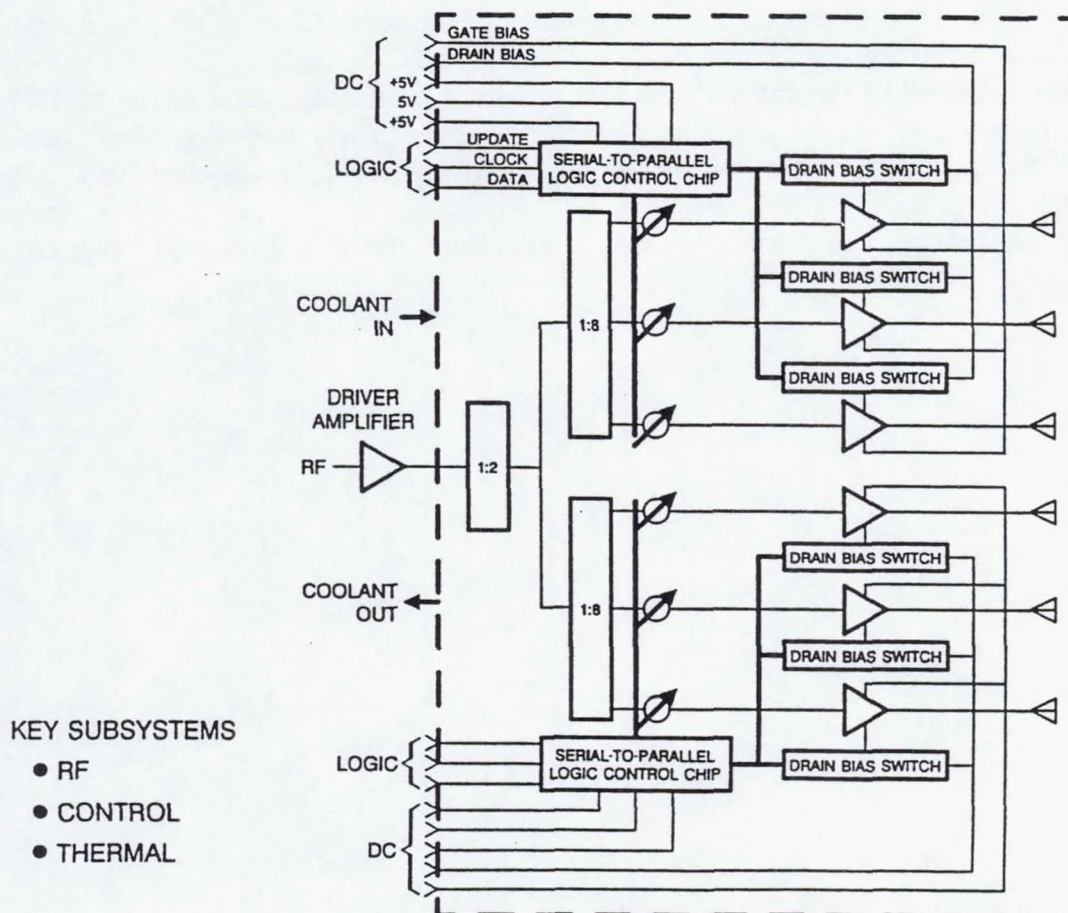 GATE BIAS
DRAIN BIAS
DC
+5V
5V
+5V
UPDATE
LOGIC
CLOCK
DATA
SERIAL-TO-PARALLEL
LOGIC CONTROL CHIP
DRAIN BIAS SWITCH
DRAIN BIAS SWITCH
COOLANT
IN
1:8
DRAIN BIAS SWITCH
DRIVER
AMPLIFIER
RF
1:2
DRAIN BIAS SWITCH
COOLANT
OUT
1:8
DRAIN BIAS SWITCH
KEY SUBSYSTEMS
● RF
● CONTROL
● THERMAL
LOGIC
SERIAL-TO-PARALLEL
LOGIC CONTROL CHIP
DRAIN BIAS SWITCH
DC